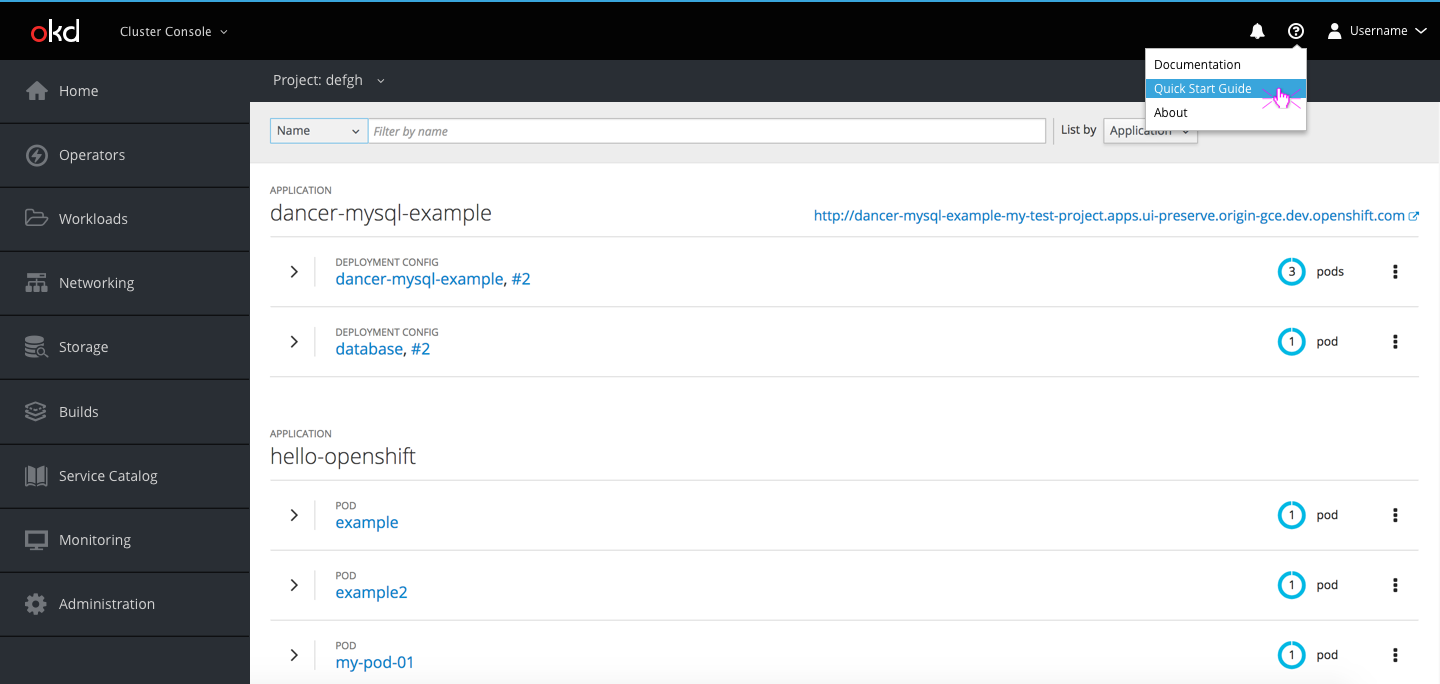 okd
Cluster Console
Username
Documentation
Quick Start Guide
About
Project: defgh
Home
Operators
Workloads
Networking
Storage
Builds
Service Catalog
Monitoring
Administration
Name
Filter by name
List by
Application
APPLICATION
dancer-mysql-example
http://dancer-mysql-example-my-test-project.apps.ui-preserve.origin-gce.dev.openshift.com
DEPLOYMENT CONFIG
dancer-mysql-example, #2
3 pods
DEPLOYMENT CONFIG
database, #2
1 pod
APPLICATION
hello-openshift
POD
example
1 pod
POD
example2
1 pod
POD
my-pod-01
1 pod